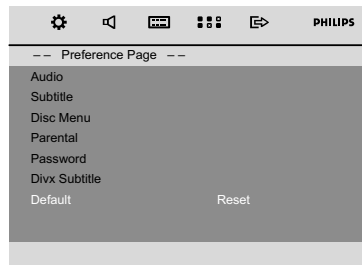 PHILIPS
-- Preference Page --
Audio
Subtitle
Disc Menu
Parental
Password
Divx Subtitle
Default Reset